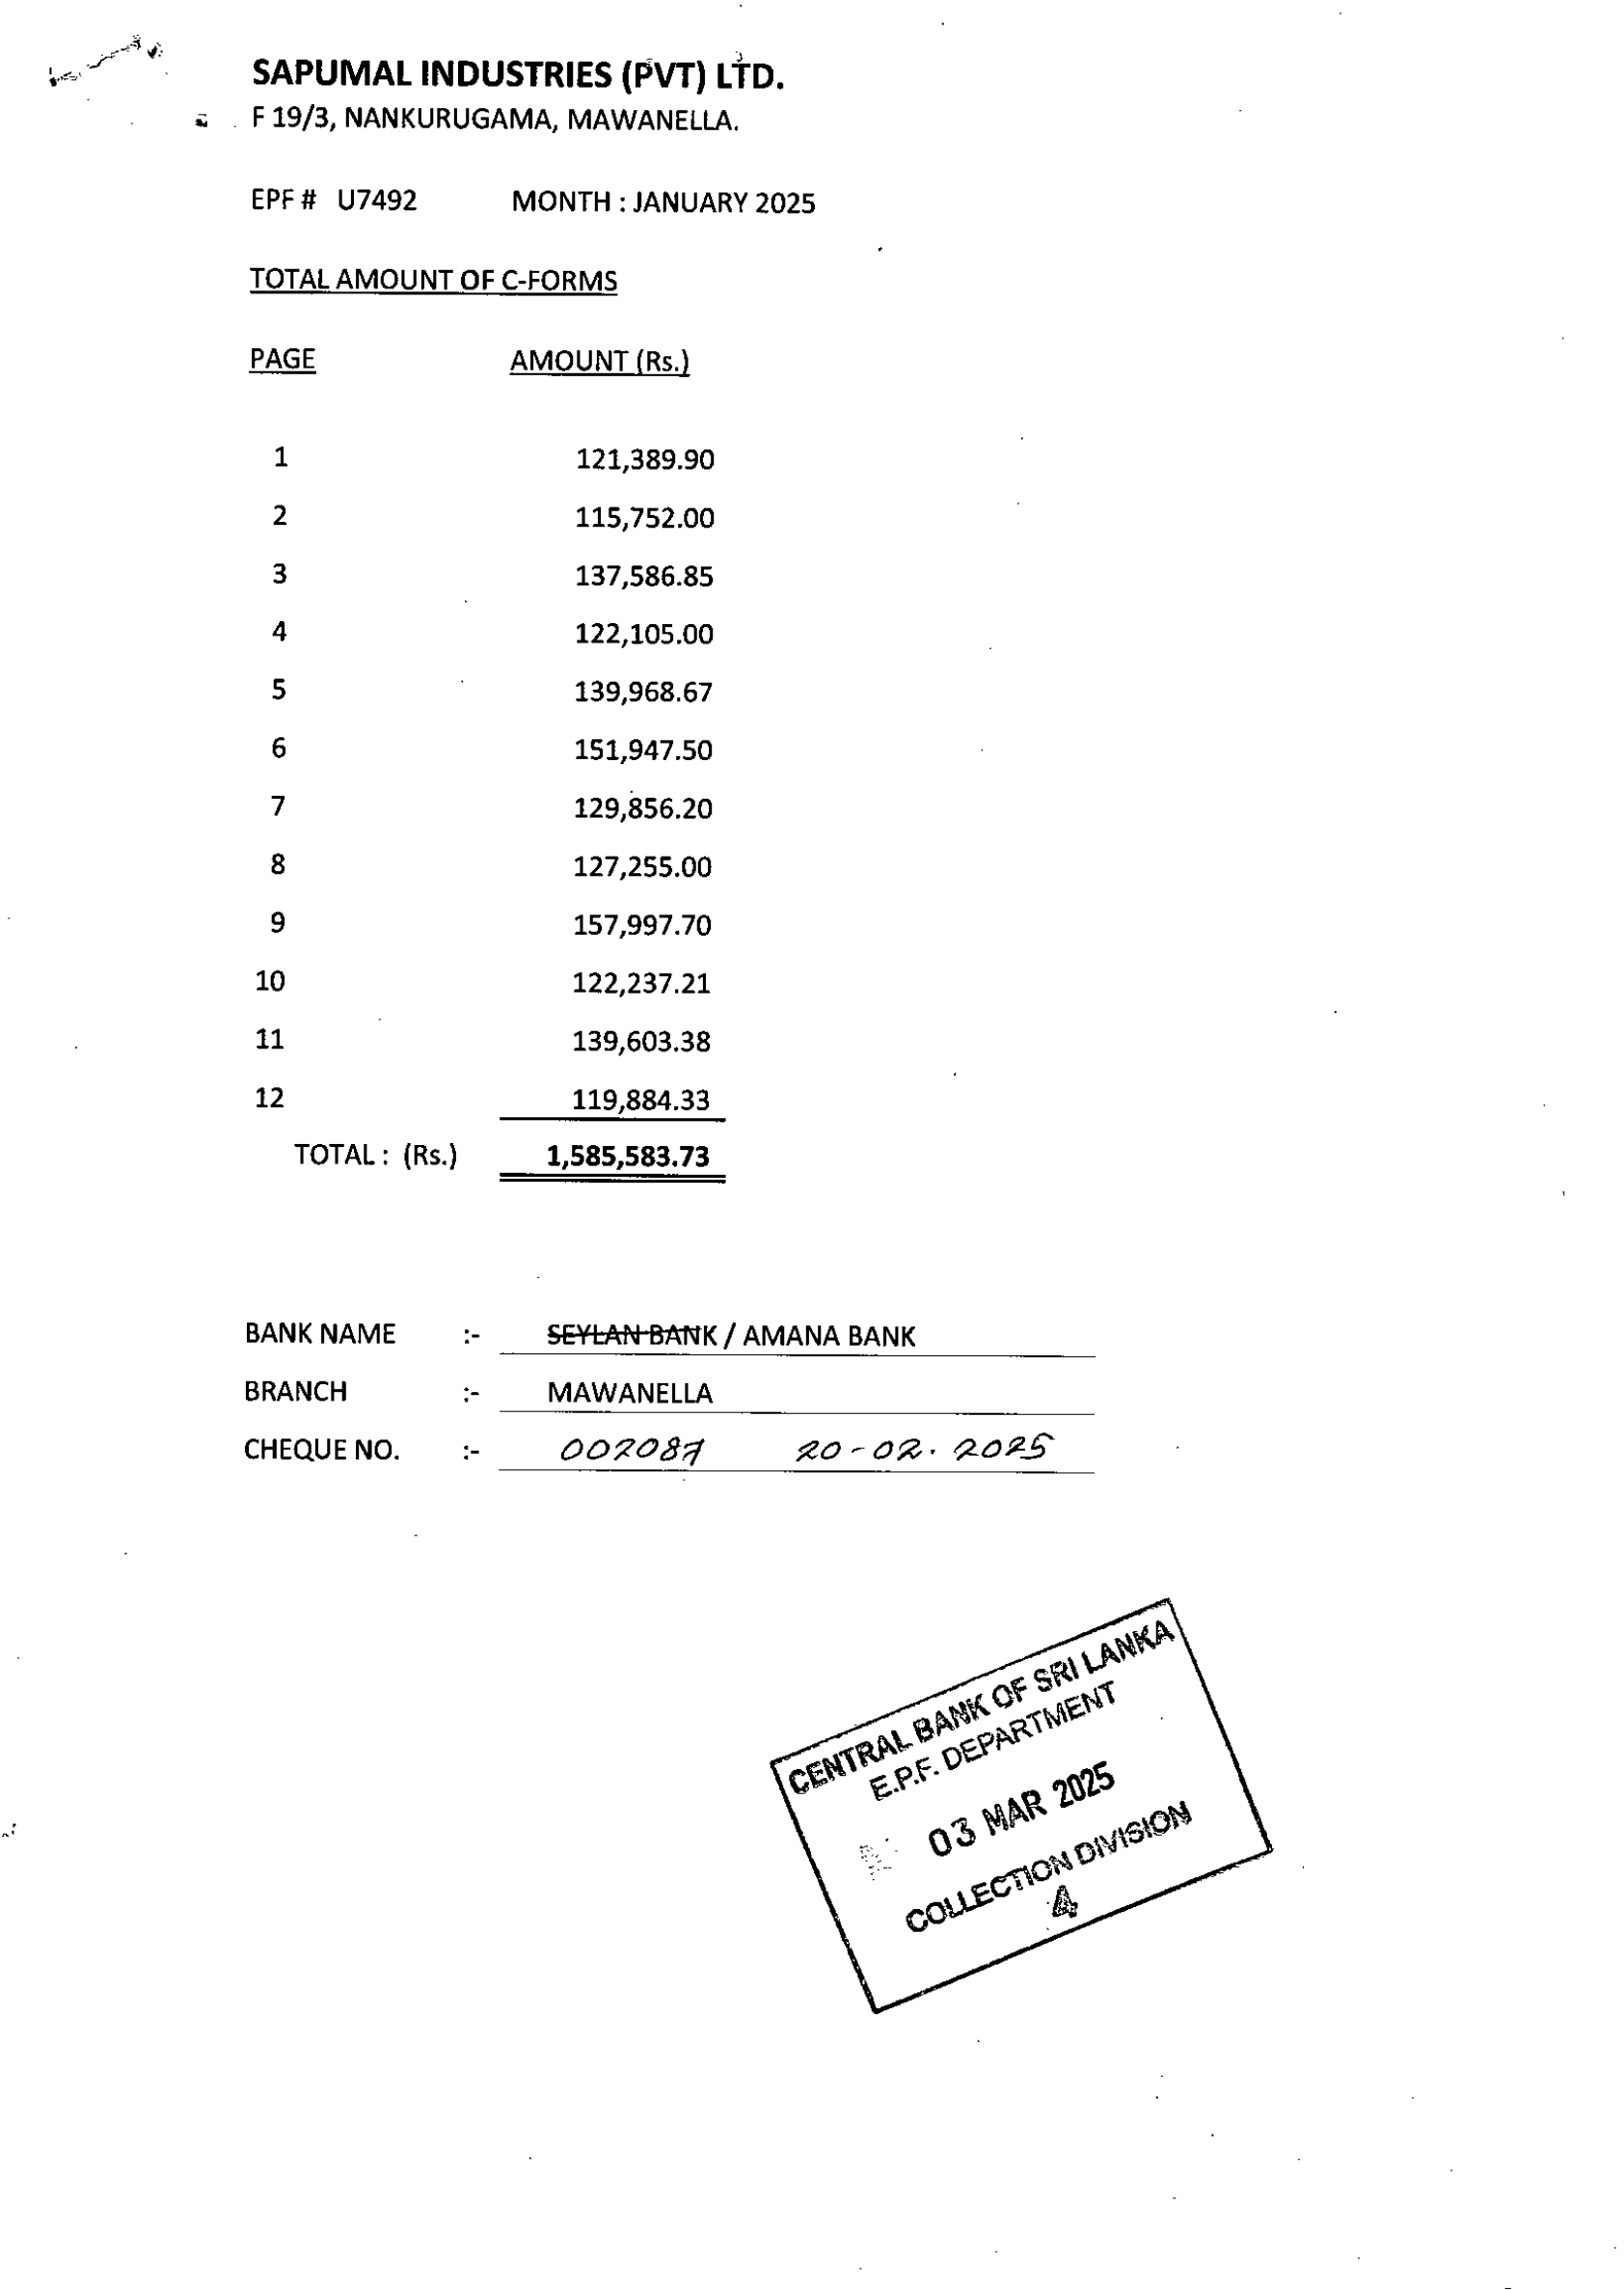 SAPUMAL INDUSTRIES (PVT) LTD.
F 19/3, NANKURUGAMA, MAWANELLA.
EPF # U7492 MONTH : JANUARY 2025
TOTAL AMOUNT OF C-FORMS
PAGE AMOUNT (Rs.)
1 121,389.90
2 115,752.00
3 137,586.85
4 122,105.00
5 139,968.67
6 151,947.50
7 129,856.20
8 127,255.00
9 157,997.70
10 122,237.21
11 139,603.38
12 119,884.33
TOTAL : (Rs.) 1,585,583.73
BANK NAME :- SEYLAN BANK / AMANA BANK
BRANCH :- MAWANELLA
CHEQUE NO. :- 002087 20-02.2025
CENTRAL BANK OF SRI LANKA
E.P.F. DEPARTMENT
03 MAR 2025
COLLECTION DIVISION
4